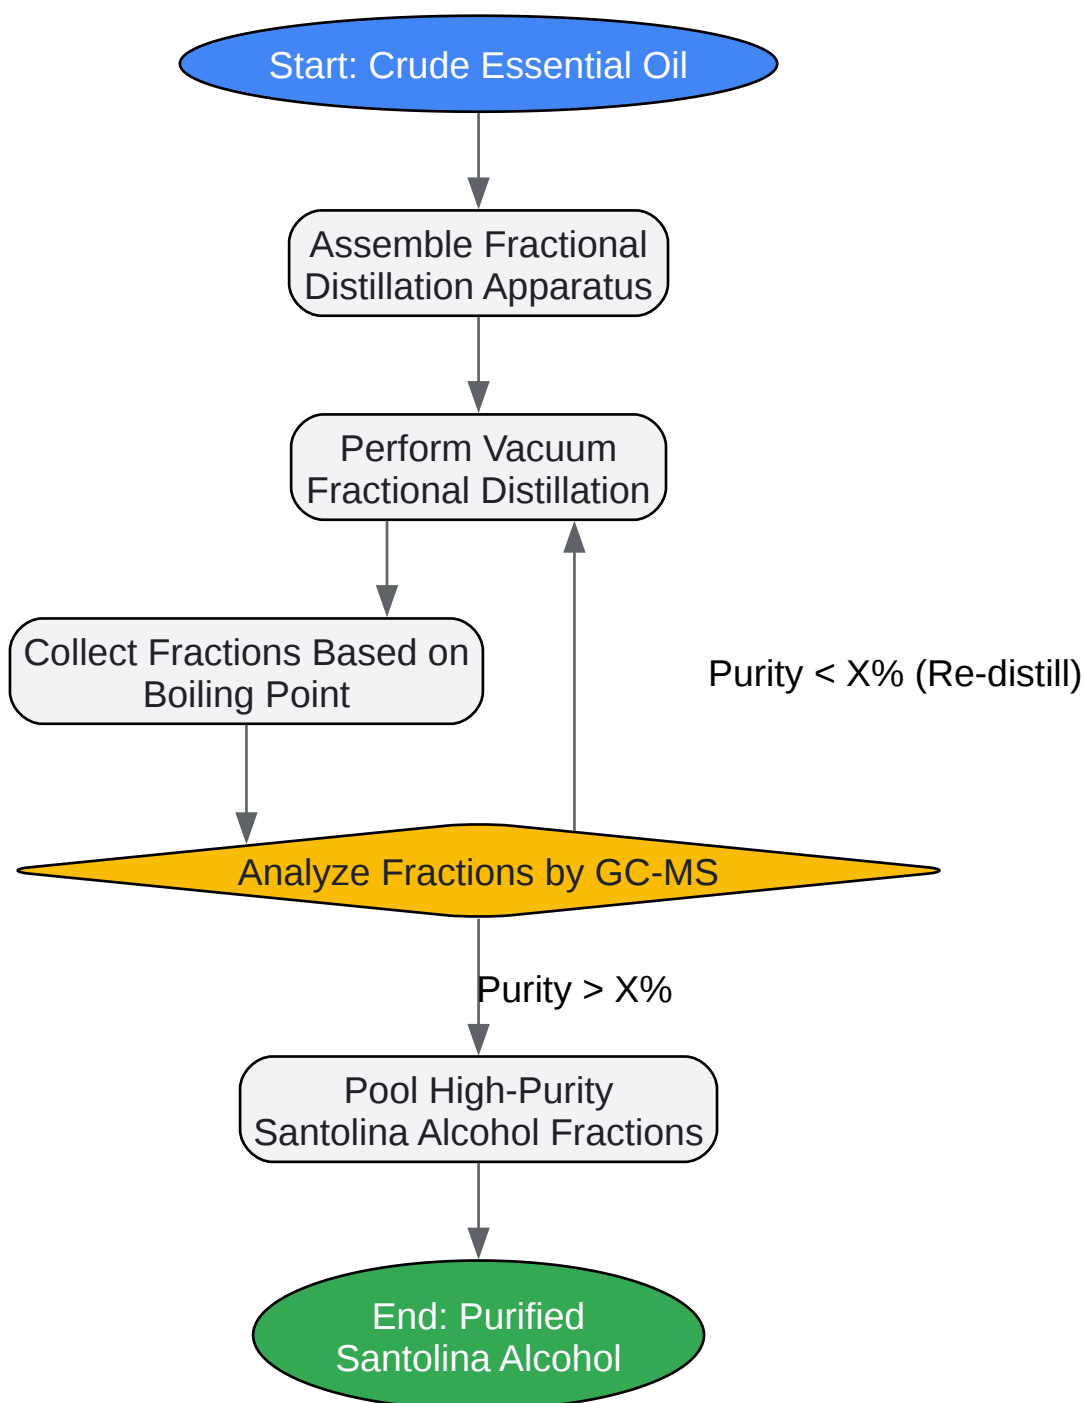 Start: Crude Essential Oil
Assemble Fractional
Distillation Apparatus
Perform Vacuum
Fractional Distillation
Collect Fractions Based on
Boiling Point
Purity < X% (Re-distill)
Analyze Fractions by GC-MS
Purity > X%
Pool High-Purity
Santolina Alcohol Fractions
End: Purified
Santolina Alcohol